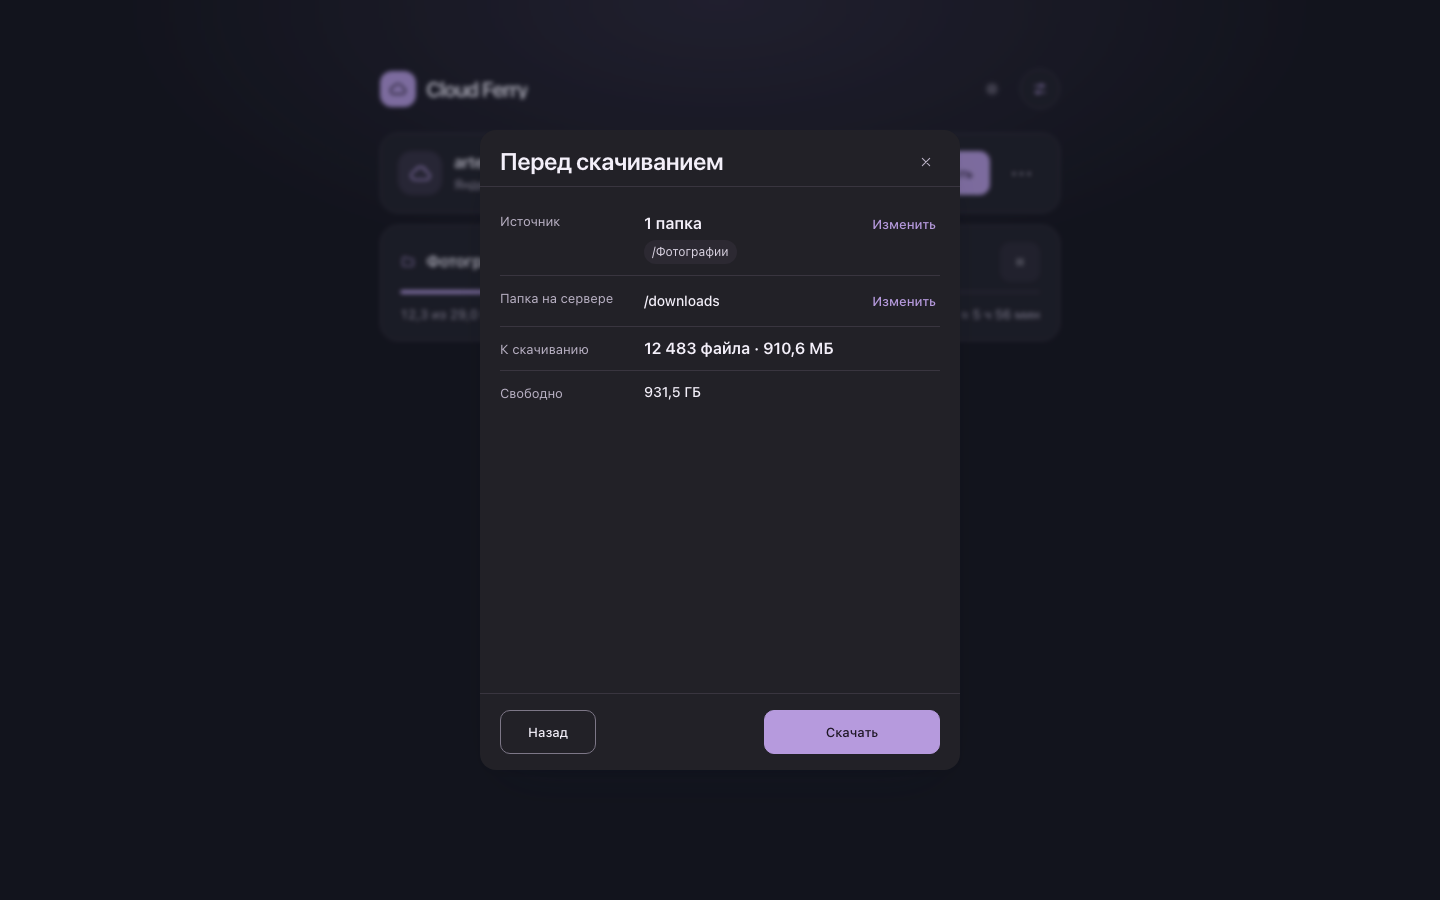 Cloud Ferry
Перед скачиванием
Источник
1 папка
Изменить
/Фотографии
Папка на сервере
/downloads
Изменить
К скачиванию
12 483 файла · 910,6 МБ
Свободно
931,5 ГБ
Назад
Скачать